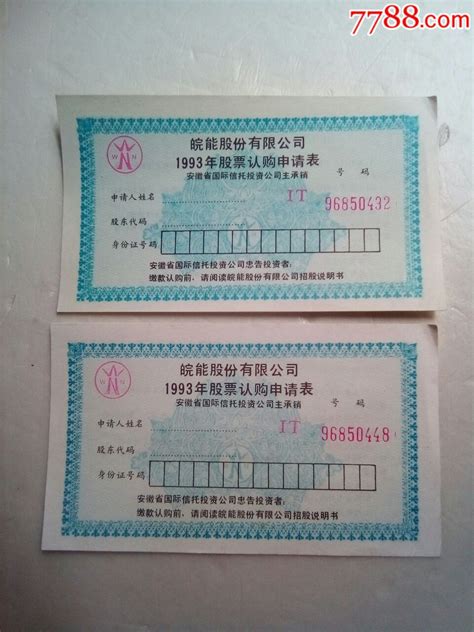 7788.com
皖能股份有限公司
1993年股票认购申请表
安徽省国际信托投资公司主承销
号 码
申请人姓名
IT 96850432
股东代码
身份证号码
安徽省国际信托投资公司忠告投资者:
缴款认购前、请阅读皖能股份有限公司招股说明书
W N
皖能股份有限公司
1993年股票认购申请表
安徽省国际信托投资公司主承销
号 码
申请人姓名
IT 96850448
股东代码
身份证号码
安徽省国际信托投资公司忠告投资者:
缴款认购前、请阅读皖能股份有限公司招股说明书
W N